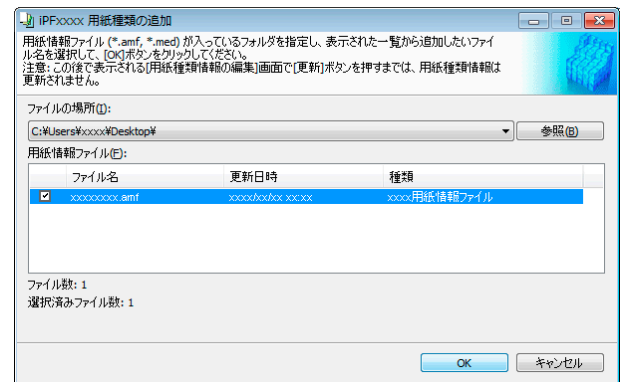 iPFxxxx 用紙種類の追加
用紙情報ファイル (*.amf, *.med) が入っているフォルダを指定し、表示された一覧から追加したいファイ
ル名を選択して、[OK]ボタンをクリックしてください。
注意: この後で表示される[用紙種類情報の編集]画面で[更新]ボタンを押すまでは、用紙種類情報は
更新されません。
ファイルの場所(I):
C:¥Users¥xxxx¥Desktop¥
参照(B)
用紙情報ファイル(F):
ファイル名 更新日時 種類
xxxxxxxx.amf xxxx/xx/xx xx:xx xxxx用紙情報ファイル
ファイル数: 1
選択済みファイル数: 1
OK キャンセル